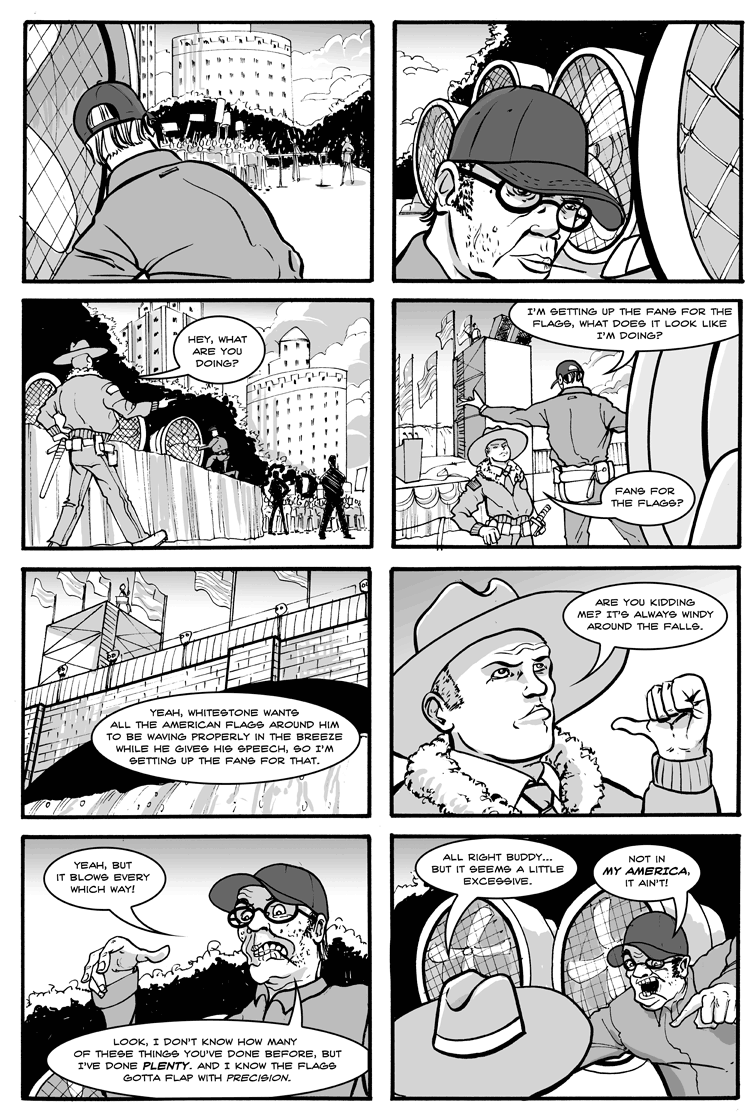 HEY, WHAT
ARE YOU
DOING?
I'M SETTING UP THE FANS FOR THE
FLAGS, WHAT DOES IT LOOK LIKE
I'M DOING?
FANS FOR
THE FLAGS?
YEAH, WHITESTONE WANTS
ALL THE AMERICAN FLAGS AROUND HIM
TO BE WAVING PROPERLY IN THE BREEZE
WHILE HE GIVES HIS SPEECH, SO I'M
SETTING UP THE FANS FOR THAT.
ARE YOU KIDDING
ME? IT'S ALWAYS WINDY
AROUND THE FALLS.
YEAH, BUT
IT BLOWS EVERY
WHICH WAY!
LOOK, I DON'T KNOW HOW MANY
OF THESE THINGS YOU'VE DONE BEFORE, BUT
I'VE DONE PLENTY. AND I KNOW THE FLAGS
GOTTA FLAP WITH PRECISION.
ALL RIGHT BUDDY...
BUT IT SEEMS A LITTLE
EXCESSIVE.
NOT IN
MY AMERICA,
IT AIN'T!